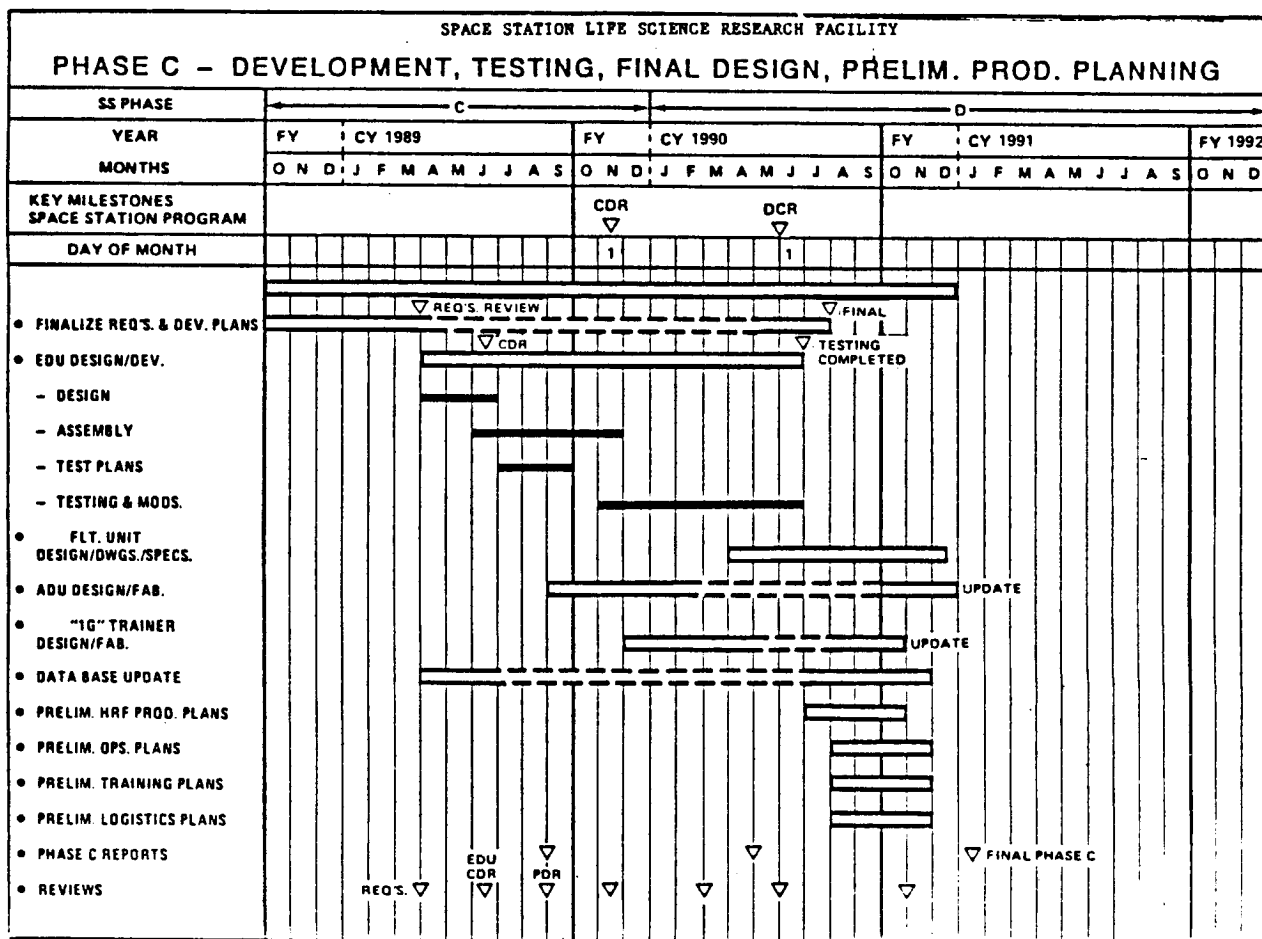 SPACE STATION LIFE SCIENCE RESEARCH FACILITY
PHASE C – DEVELOPMENT, TESTING, FINAL DESIGN, PRELIM. PROD. PLANNING
SS PHASE C D
YEAR FY CY 1989 FY CY 1990 FY CY 1991 FY 1992
MONTHS O N D J F M A M J J A S O N D J F M A M J J A S O N D J F M A M J J A S O N D
KEY MILESTONES
SPACE STATION PROGRAM
CDR DCR
DAY OF MONTH 1 1
REQ'S. REVIEW FINAL
• FINALIZE REQ'S. & DEV. PLANS
CDR TESTING
COMPLETED
• EDU DESIGN/DEV.
– DESIGN
– ASSEMBLY
– TEST PLANS
– TESTING & MODS.
• FLT. UNIT
DESIGN/DWGS./SPECS.
• ADU DESIGN/FAB. UPDATE
• "1G" TRAINER
DESIGN/FAB. UPDATE
• DATA BASE UPDATE
• PRELIM. HRF PROD. PLANS
• PRELIM. OPS. PLANS
• PRELIM. TRAINING PLANS
• PRELIM. LOGISTICS PLANS
• PHASE C REPORTS FINAL PHASE C
EDU
CDR PDR
• REVIEWS REQ'S.